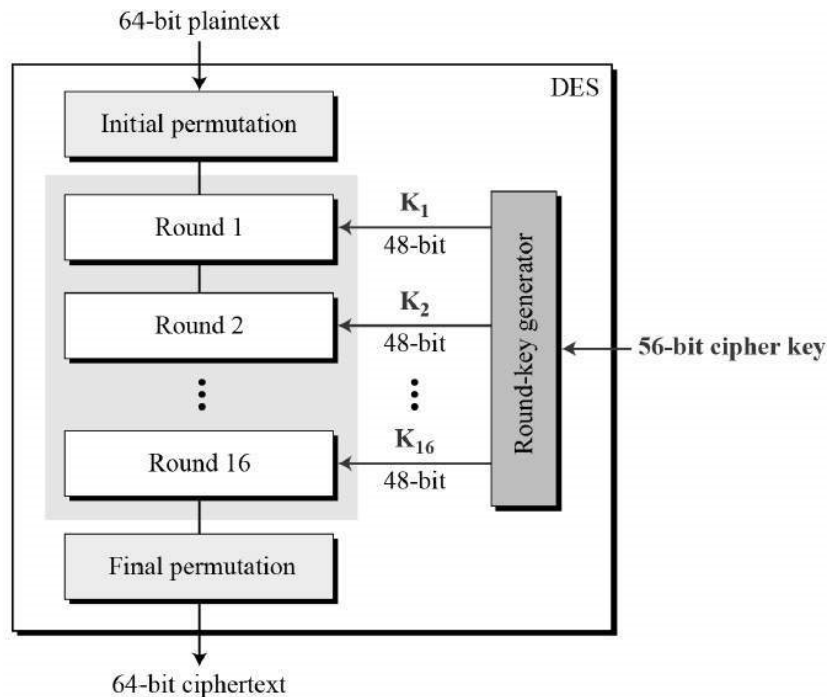 64-bit plaintext
DES
Initial permutation
Round 1
K1
48-bit
Round 2
K2
48-bit
Round 16
K16
48-bit
Round-key generator
56-bit cipher key
Final permutation
64-bit ciphertext